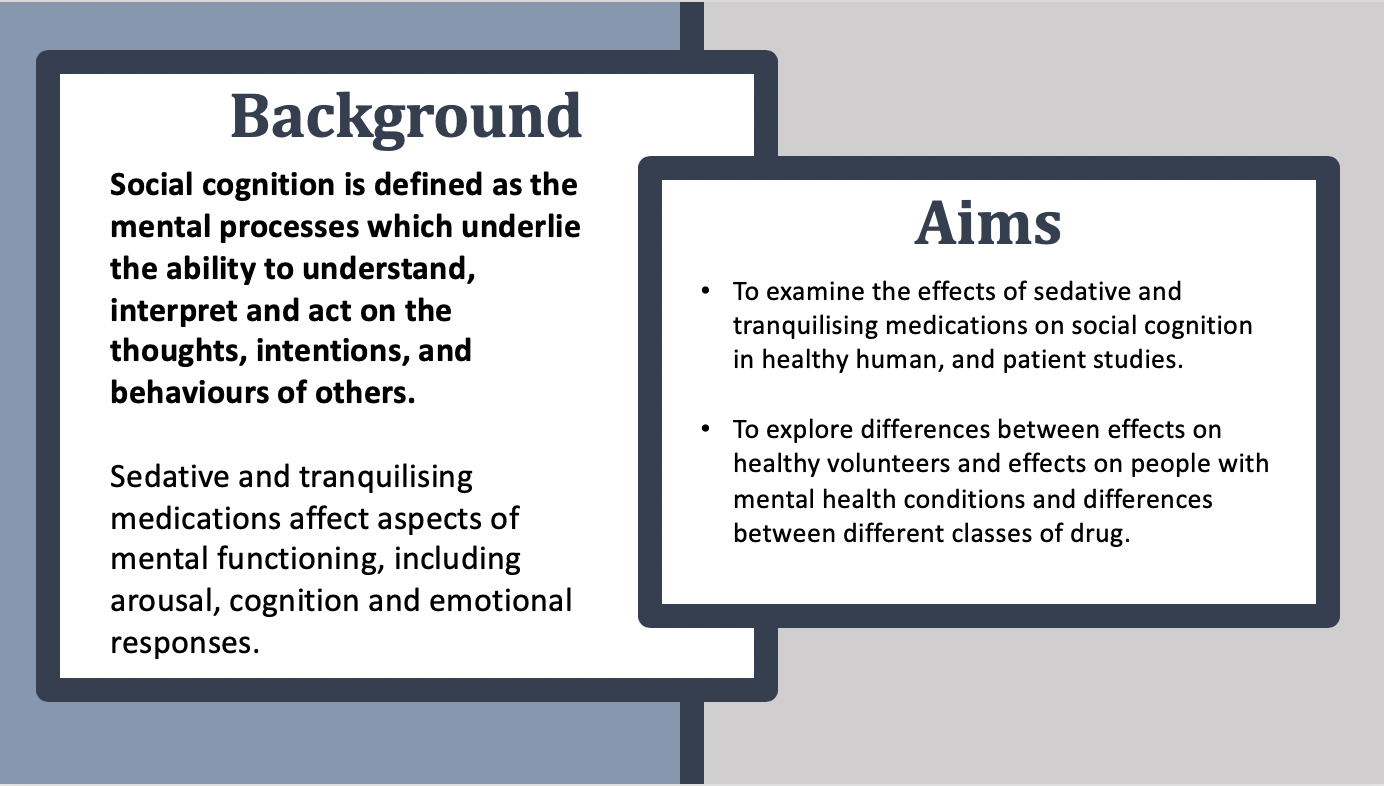 Background
Social cognition is defined as the
mental processes which underlie
the ability to understand,
interpret and act on the
thoughts, intentions, and
behaviours of others.
Sedative and tranquilising
medications affect aspects of
mental functioning, including
arousal, cognition and emotional
responses.
Aims
• To examine the effects of sedative and
tranquilising medications on social cognition
in healthy human, and patient studies.
• To explore differences between effects on
healthy volunteers and effects on people with
mental health conditions and differences
between different classes of drug.